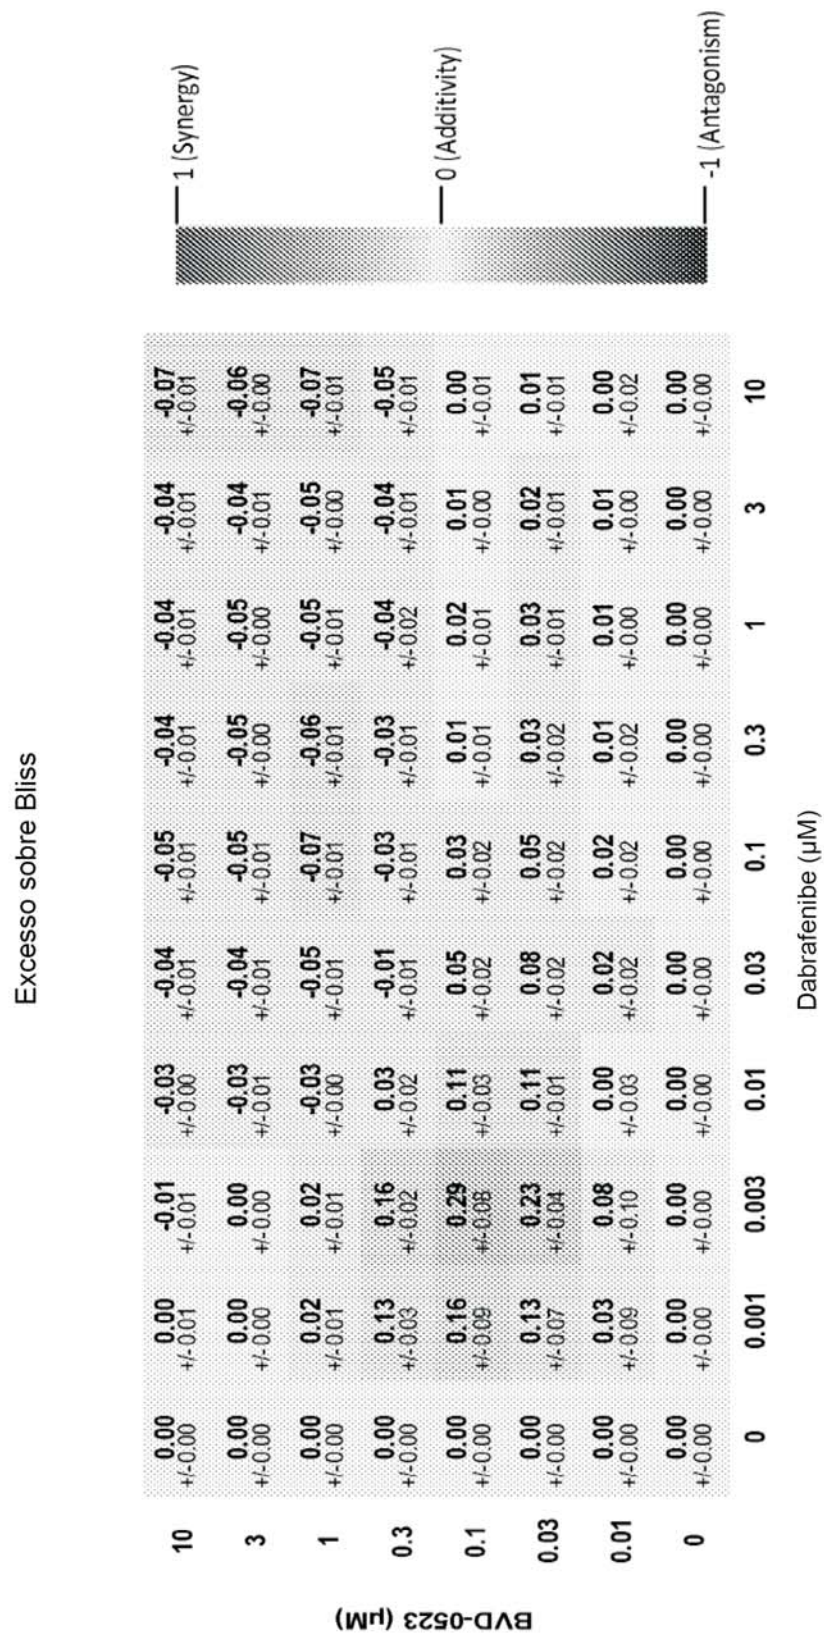 Excesso sobre Bliss
BVD-0523 (µM)
10 0.00 0.00 -0.01 -0.03 -0.04 -0.05 -0.04 -0.04 -0.04 -0.07
+/-0.00 +/-0.01 +/-0.01 +/-0.00 +/-0.01 +/-0.01 +/-0.01 +/-0.01 +/-0.01 +/-0.01
3 0.00 0.00 0.00 -0.03 -0.04 -0.05 -0.05 -0.05 -0.04 -0.06
+/-0.00 +/-0.00 +/-0.00 +/-0.01 +/-0.01 +/-0.01 +/-0.00 +/-0.00 +/-0.01 +/-0.00
1 0.00 0.02 0.02 -0.03 -0.05 -0.07 -0.06 -0.05 -0.05 -0.07
+/-0.00 +/-0.01 +/-0.01 +/-0.00 +/-0.01 +/-0.01 +/-0.01 +/-0.01 +/-0.00 +/-0.01
0.3 0.00 0.13 0.16 0.03 -0.01 -0.03 -0.03 -0.04 -0.04 -0.05
+/-0.00 +/-0.03 +/-0.02 +/-0.02 +/-0.01 +/-0.01 +/-0.01 +/-0.02 +/-0.01 +/-0.01
0.1 0.00 0.16 0.29 0.11 0.05 0.03 0.01 0.02 0.01 0.00
+/-0.00 +/-0.09 +/-0.08 +/-0.03 +/-0.02 +/-0.02 +/-0.01 +/-0.01 +/-0.00 +/-0.01
0.03 0.00 0.13 0.23 0.11 0.08 0.05 0.03 0.03 0.02 0.01
+/-0.00 +/-0.07 +/-0.04 +/-0.01 +/-0.02 +/-0.02 +/-0.02 +/-0.01 +/-0.01 +/-0.01
0.01 0.00 0.03 0.08 0.00 0.02 0.02 0.01 0.01 0.01 0.00
+/-0.00 +/-0.09 +/-0.10 +/-0.03 +/-0.02 +/-0.02 +/-0.02 +/-0.00 +/-0.00 +/-0.02
0 0.00 0.00 0.00 0.00 0.00 0.00 0.00 0.00 0.00 0.00
+/-0.00 +/-0.00 +/-0.00 +/-0.00 +/-0.00 +/-0.00 +/-0.00 +/-0.00 +/-0.00 +/-0.00
0 0.001 0.003 0.01 0.03 0.1 0.3 1 3 10
Dabrafenibe (µM)
1 (Synergy)
0 (Additivity)
-1 (Antagonism)